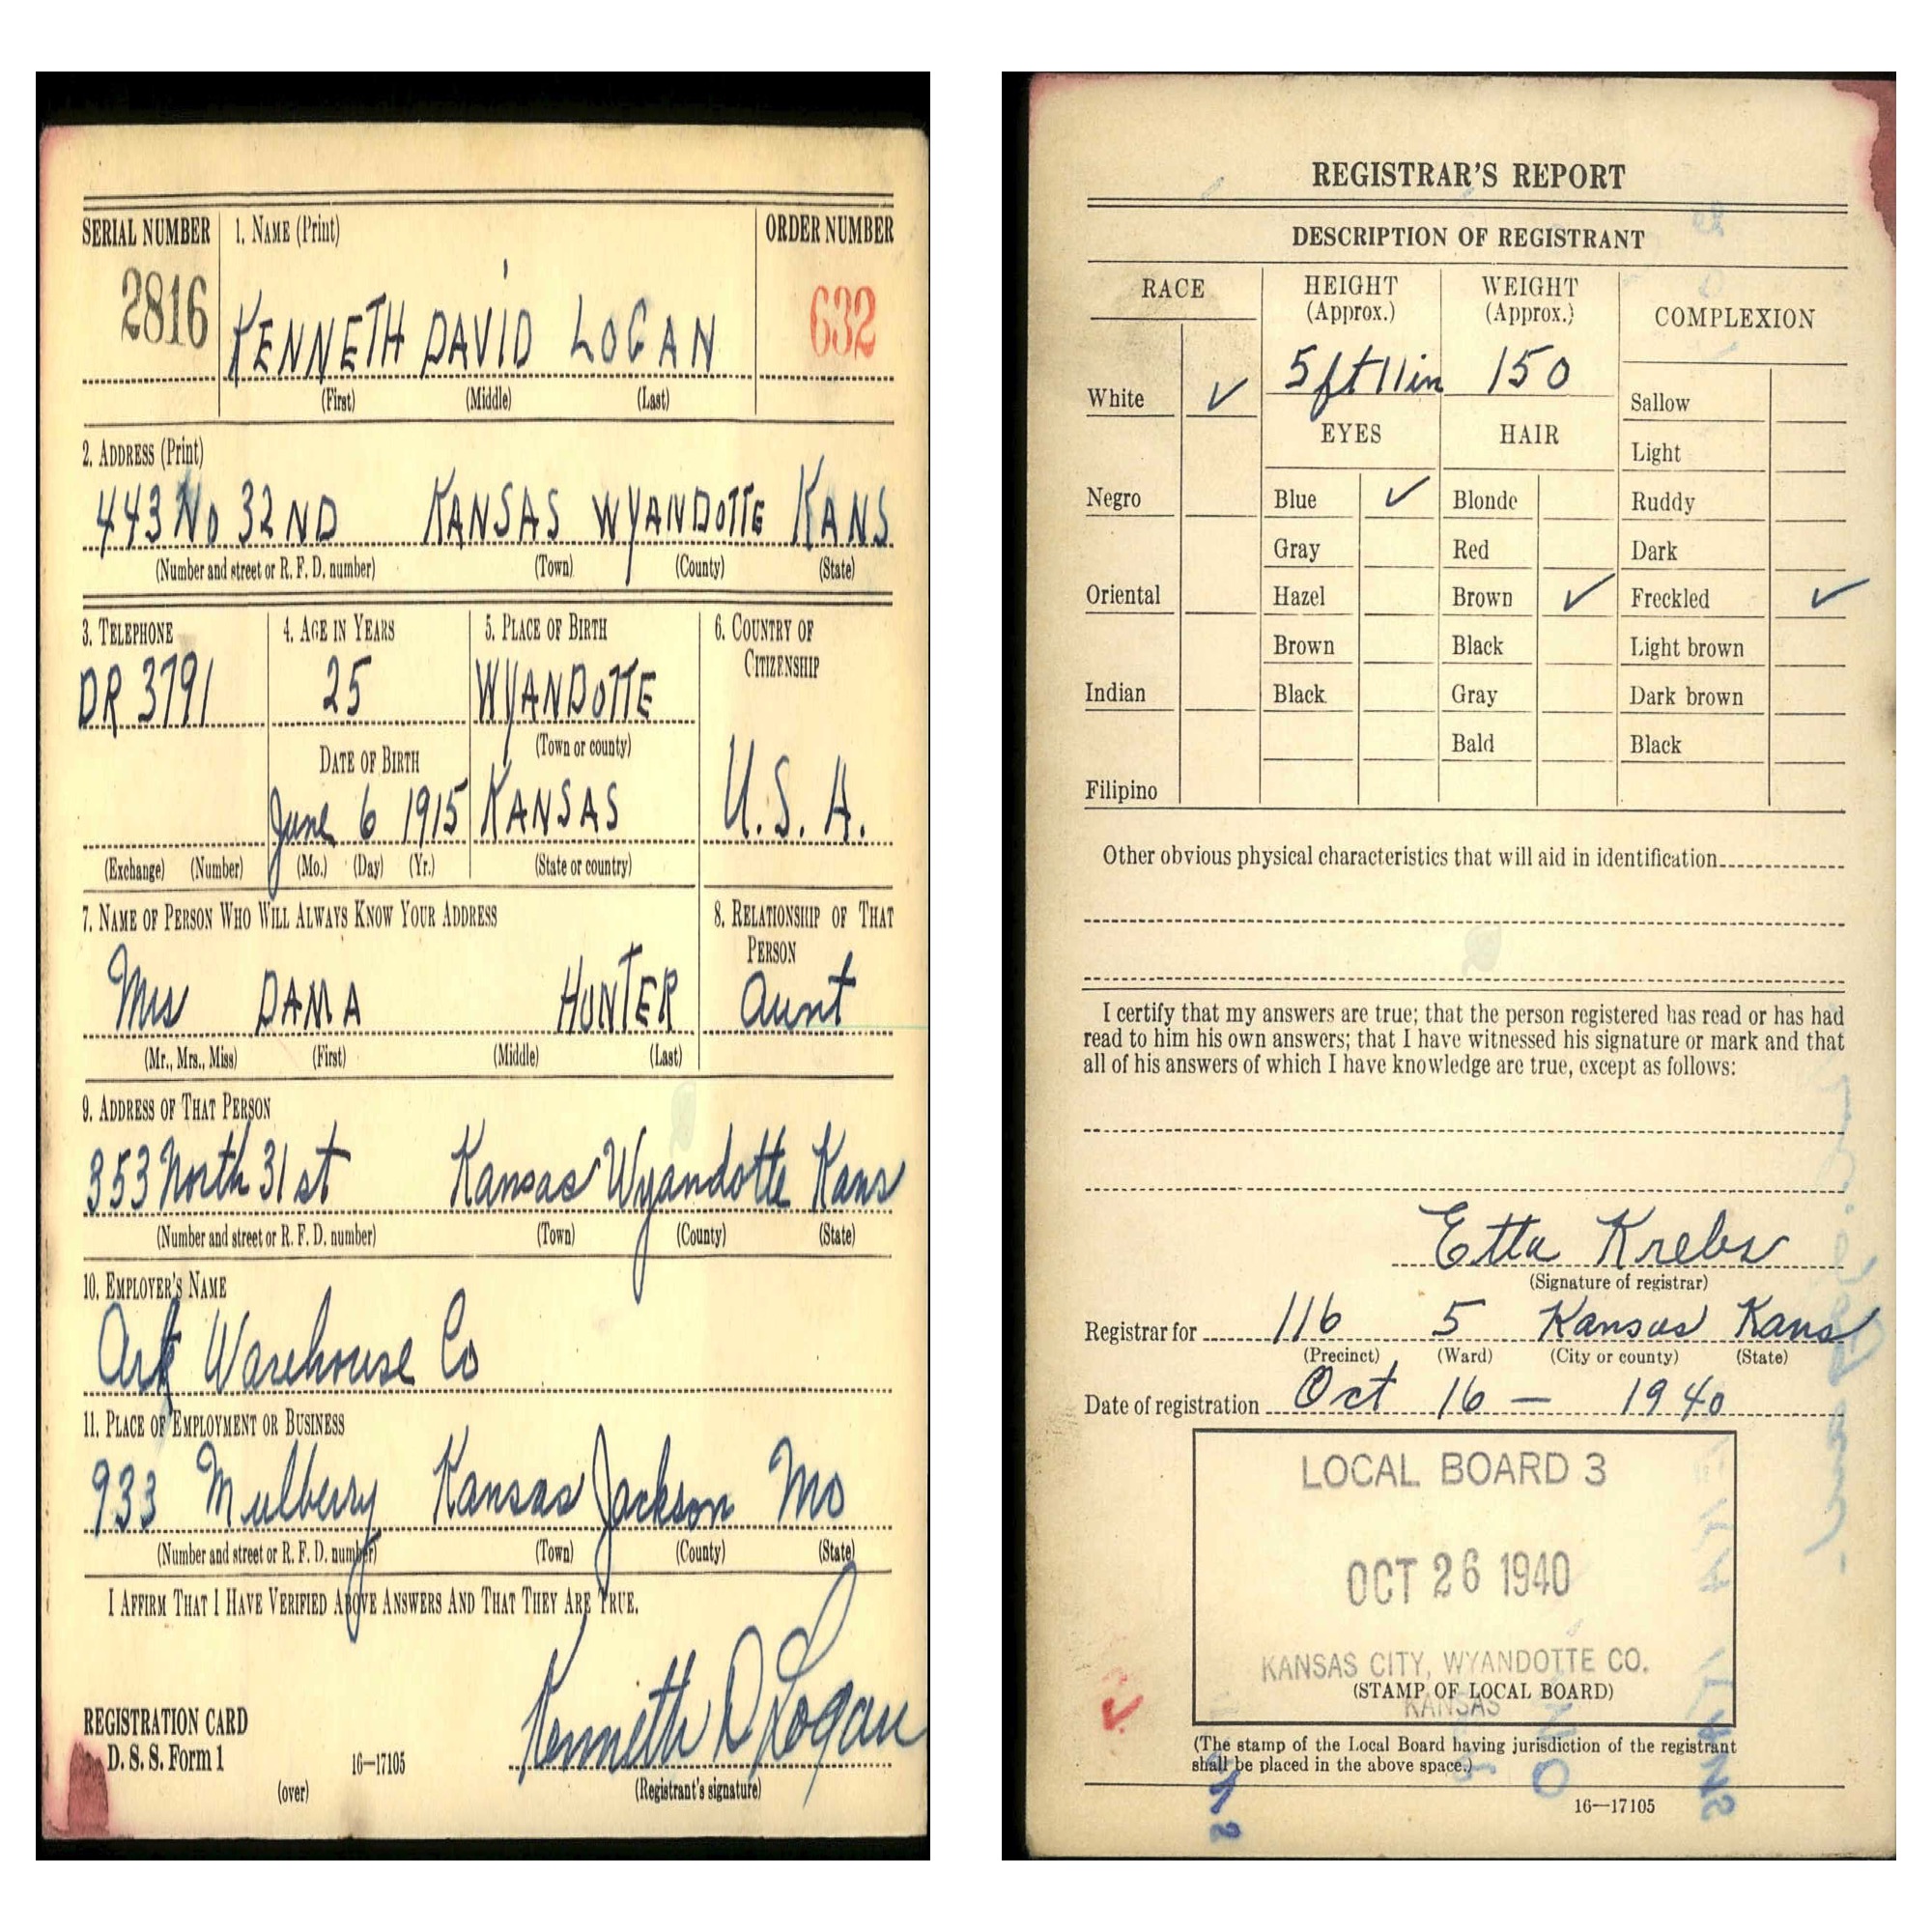 SERIAL NUMBER 1. NAME (Print) ORDER NUMBER
2816 KENNETH DAVID LOGAN 632
(First) (Middle) (Last)
2. ADDRESS (Print)
443 No 32ND KANSAS WYANDOTTE KANS
(Number and street or R. F. D. number) (Town) (County) (State)
3. TELEPHONE 4. AGE IN YEARS 5. PLACE OF BIRTH 6. COUNTRY OF
CITIZENSHIP
DR 3791 25 WYANDOTTE
DATE OF BIRTH (Town or county)
June 6 1915 KANSAS U.S.A.
(Exchange) (Number) (Mo.) (Day) (Yr.) (State or country)
7. NAME OF PERSON WHO WILL ALWAYS KNOW YOUR ADDRESS 8. RELATIONSHIP OF THAT
PERSON
Mrs DAMA HUNTER Aunt
(Mr., Mrs., Miss) (First) (Middle) (Last)
9. ADDRESS OF THAT PERSON
353 North 31st Kansas Wyandotte Kans
(Number and street or R. F. D. number) (Town) (County) (State)
10. EMPLOYER'S NAME
Warehouse Co
11. PLACE OF EMPLOYMENT OR BUSINESS
933 Mulberry Kansas Jackson Mo
(Number and street or R. F. D. number) (Town) (County) (State)
I AFFIRM THAT I HAVE VERIFIED ABOVE ANSWERS AND THAT THEY ARE TRUE.
Kenneth D Logan
REGISTRATION CARD
D. S. S. Form 1 16—17105
(over) (Registrant's signature)
REGISTRAR'S REPORT
DESCRIPTION OF REGISTRANT
RACE HEIGHT WEIGHT COMPLEXION
(Approx.) (Approx.)
5 ft 11 in 150
White ✓ Sallow
EYES HAIR
Light
Negro Blue ✓ Blonde Ruddy
Gray Red Dark
Oriental Hazel Brown ✓ Freckled ✓
Brown Black Light brown
Indian Black Gray Dark brown
Bald Black
Filipino
Other obvious physical characteristics that will aid in identification
I certify that my answers are true; that the person registered has read or has had
read to him his own answers; that I have witnessed his signature or mark and that
all of his answers of which I have knowledge are true, except as follows:
Etta Krebs
(Signature of registrar)
Registrar for 116 5 Kansas Kans
(Precinct) (Ward) (City or county) (State)
Date of registration Oct 16 — 1940
LOCAL BOARD 3
OCT 26 1940
KANSAS CITY, WYANDOTTE CO.
(STAMP OF LOCAL BOARD)
KANSAS
(The stamp of the Local Board having jurisdiction of the registrant
shall be placed in the above space.)
16—17105